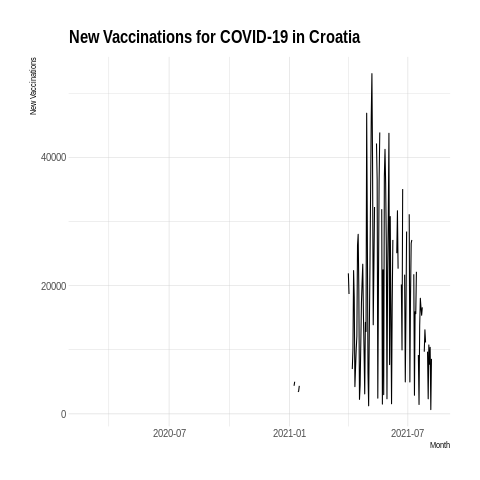 New Vaccinations for COVID-19 in Croatia
New Vaccinations
40000
20000
0
2020-07 2021-01 2021-07
Month